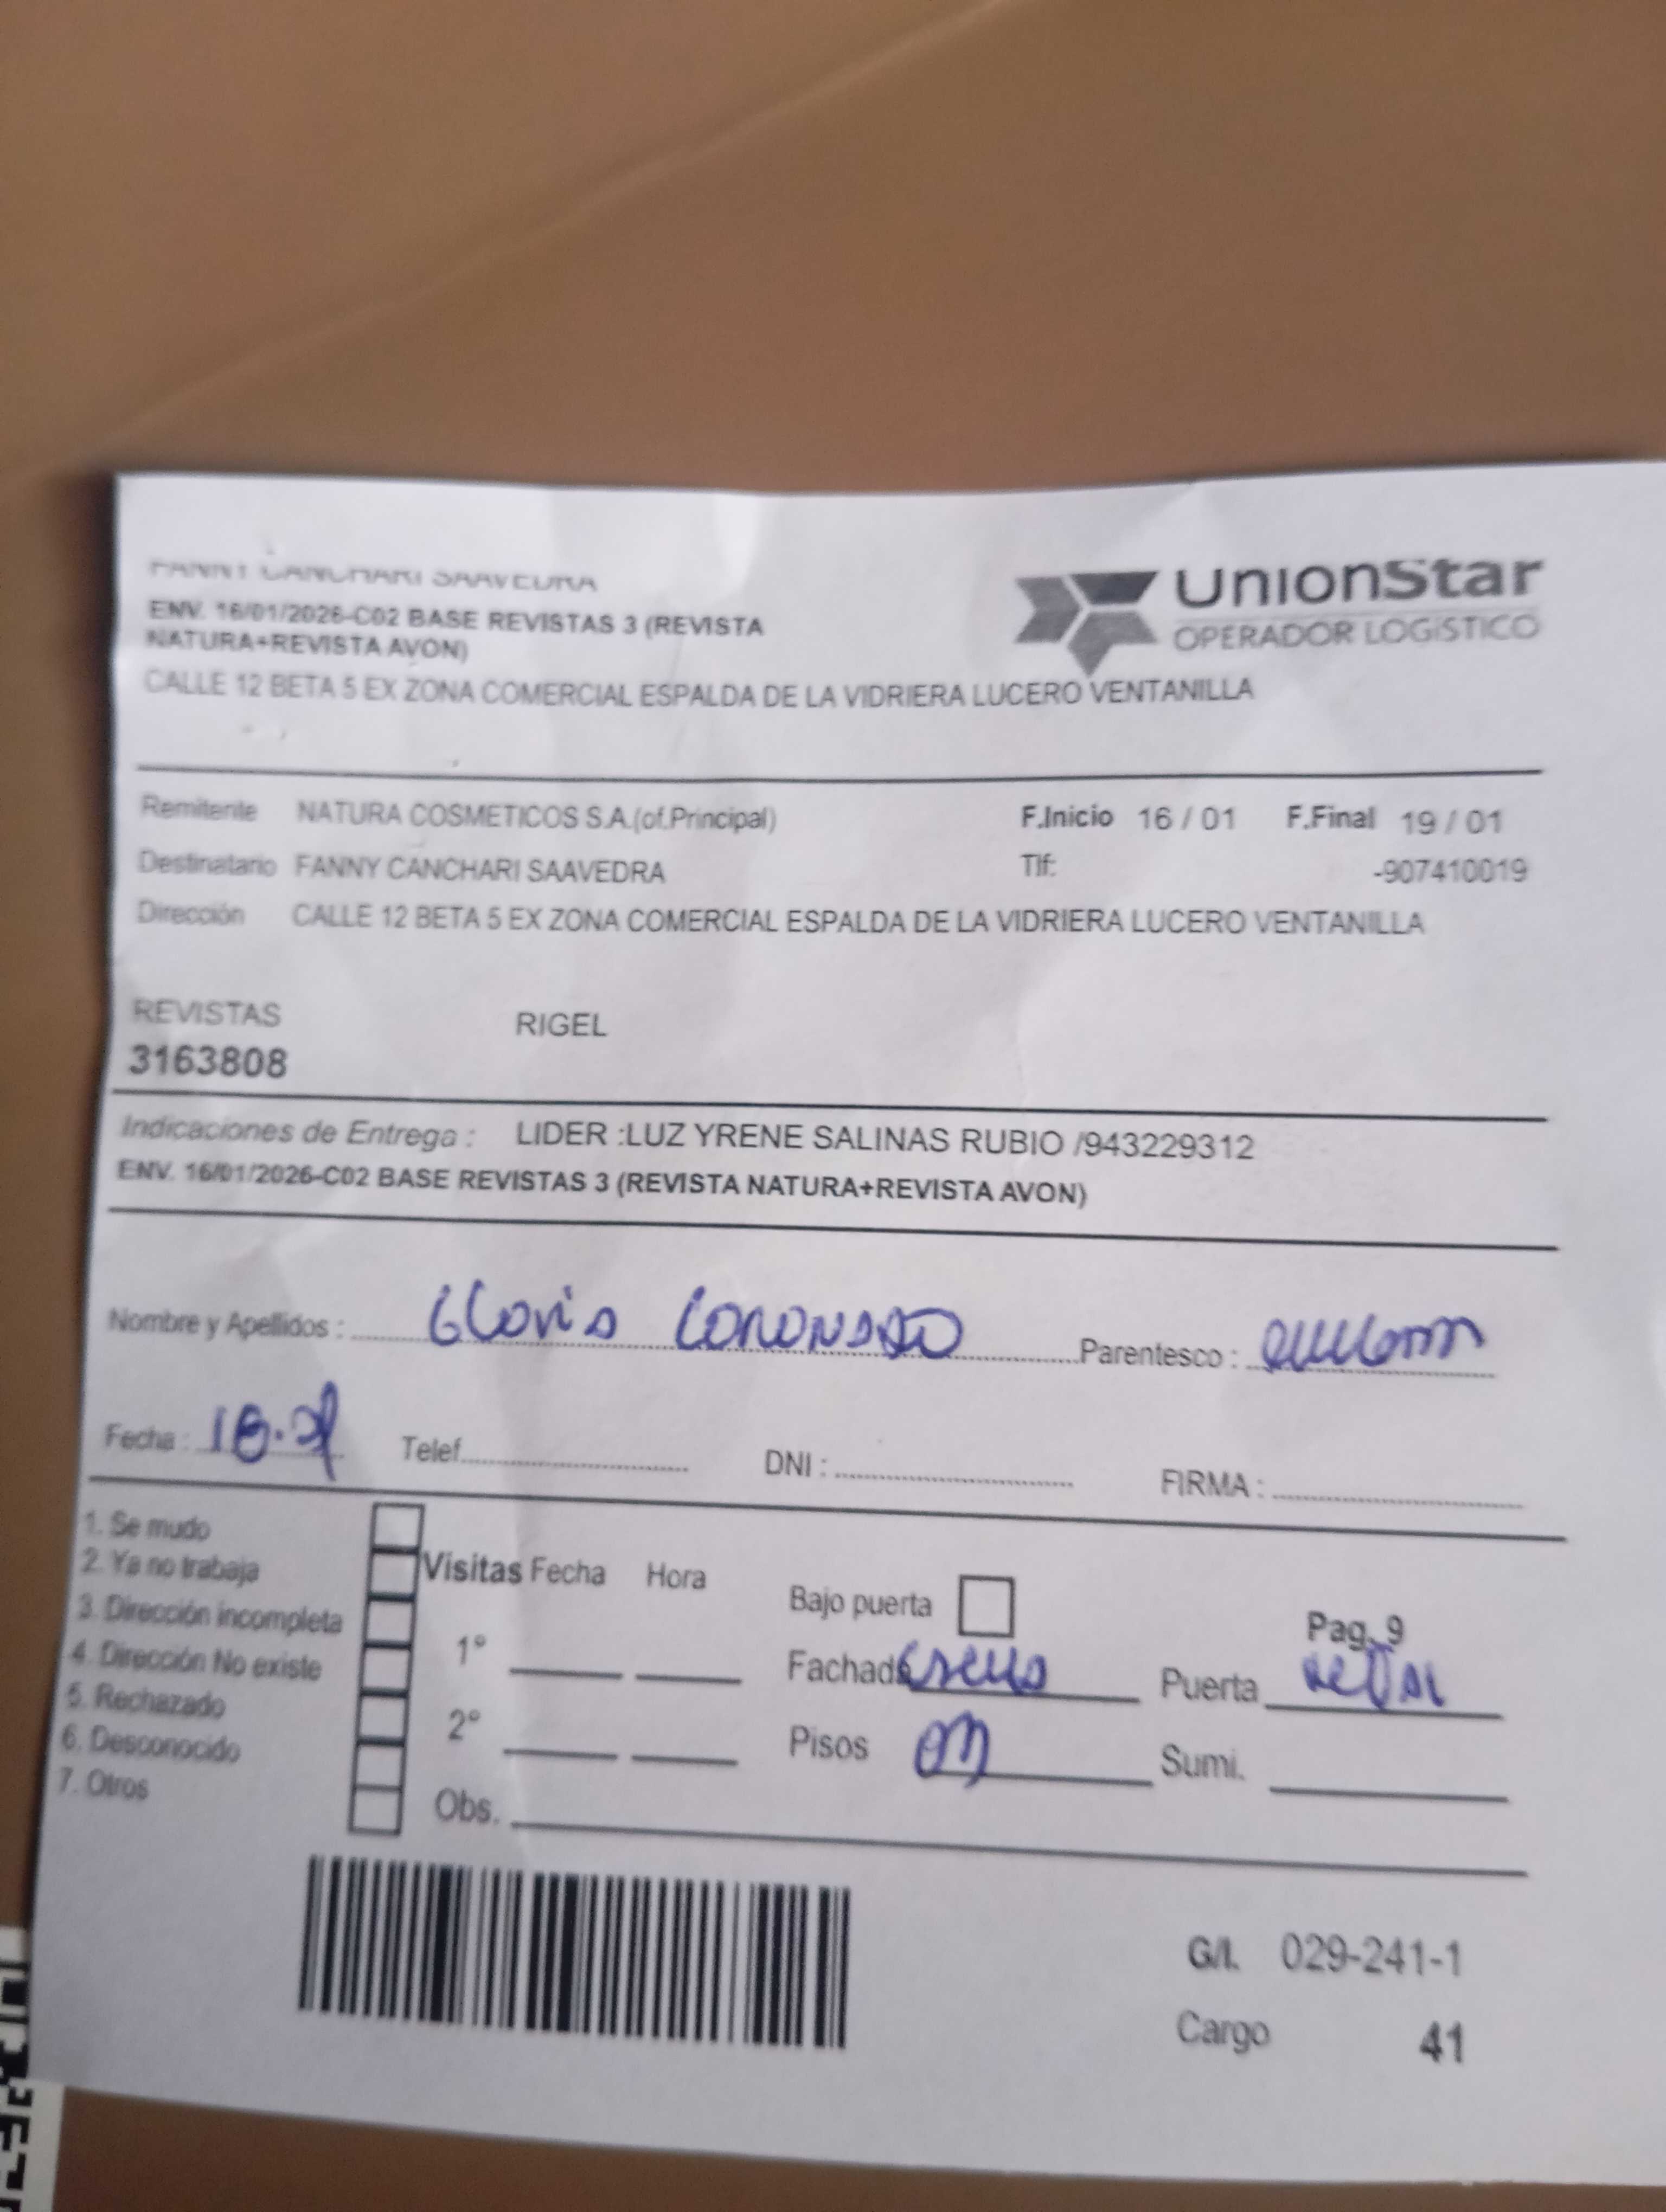 FANNY CANCHARI SAAVEDRA
ENV. 16/01/2026-C02 BASE REVISTAS 3 (REVISTA
NATURA+REVISTA AVON)
UnionStar
OPERADOR LOGíSTICO
CALLE 12 BETA 5 EX ZONA COMERCIAL ESPALDA DE LA VIDRIERA LUCERO VENTANILLA
Remitente NATURA COSMETICOS S.A.(of.Principal) F.Inicio 16 / 01 F.Final 19 / 01
Destinatario FANNY CANCHARI SAAVEDRA Tlf: -907410019
Dirección CALLE 12 BETA 5 EX ZONA COMERCIAL ESPALDA DE LA VIDRIERA LUCERO VENTANILLA
REVISTAS RIGEL
3163808
Indicaciones de Entrega : LIDER :LUZ YRENE SALINAS RUBIO /943229312
ENV. 16/01/2026-C02 BASE REVISTAS 3 (REVISTA NATURA+REVISTA AVON)
Nombre y Apellidos : Gloria CORONADO Parentesco :
Fecha : Telef. DNI : FIRMA :
1. Se mudo
2. Ya no trabaja
3. Dirección incompleta
4. Dirección No existe
5. Rechazado
6. Desconocido
7. Otros
Visitas Fecha Hora
1°
2°
Obs.
Bajo puerta
Pag. 9
Fachada Puerta
Pisos Sumi.
G/l. 029-241-1
Cargo 41